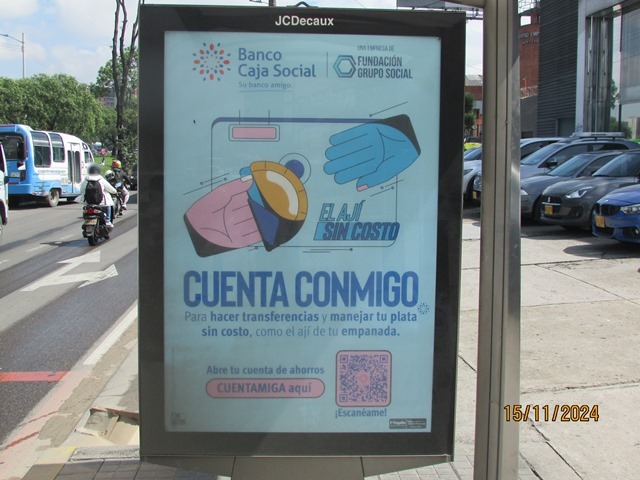 JCDecaux
Banco
Caja Social
Su banco amigo.
UNA EMPRESA DE
FUNDACIÓN
GRUPO SOCIAL
EL AJÍ
SIN COSTO
CUENTA CONMIGO
Para hacer transferencias y manejar tu plata
sin costo, como el ají de tu empanada.
Abre tu cuenta de ahorros
CUENTAMIGA aquí
¡Escanéame!
15/11/2024